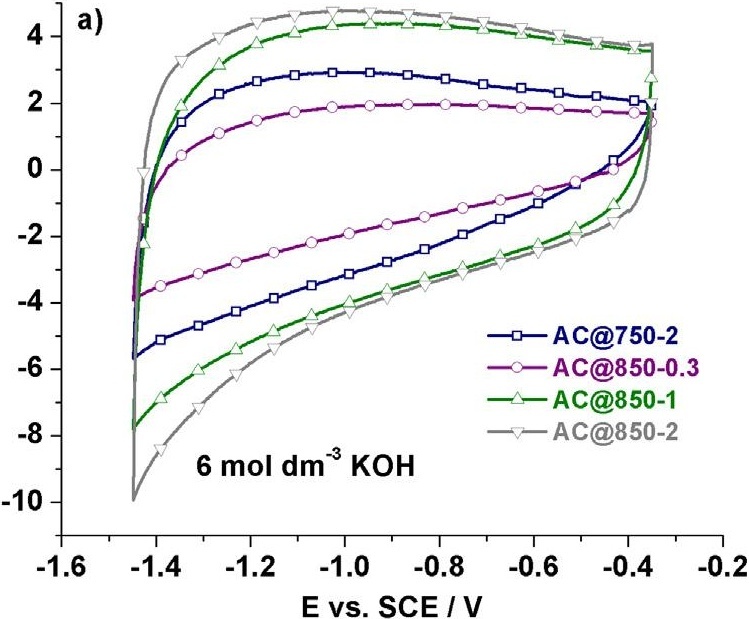 a)
4
2
0
-2
-4
-6
-8
-10
AC@750-2
AC@850-0.3
AC@850-1
AC@850-2
6 mol dm⁻³ KOH
-1.6 -1.4 -1.2 -1.0 -0.8 -0.6 -0.4 -0.2
E vs. SCE / V